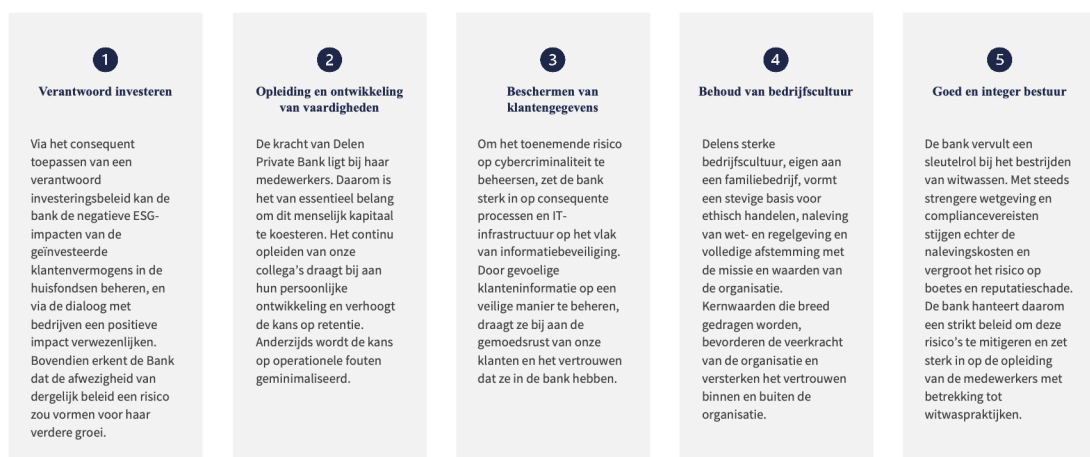 1
Verantwoord investeren
Via het consequent
toepassen van een
verantwoord
investeringsbeleid kan de
bank de negatieve ESG-
impacten van de
geïnvesteerde
klantenvermogens in de
huisfondsen beheren, en
via de dialoog met
bedrijven een positieve
impact verwezenlijken.
Bovendien erkent de Bank
dat de afwezigheid van
dergelijk beleid een risico
zou vormen voor haar
verdere groei.
2
Opleiding en ontwikkeling
van vaardigheden
De kracht van Delen
Private Bank ligt bij haar
medewerkers. Daarom is
het van essentieel belang
om dit menselijk kapitaal
te koesteren. Het continu
opleiden van onze
collega's draagt bij aan
hun persoonlijke
ontwikkeling en verhoogt
de kans op retentie.
Anderzijds wordt de kans
op operationele fouten
geminimaliseerd.
3
Beschermen van
klantengegevens
Om het toenemende risico
op cybercriminaliteit te
beheersen, zet de bank
sterk in op consequente
processen en IT-
infrastructuur op het vlak
van informatiebeveiliging.
Door gevoelige
klanteninformatie op een
veilige manier te beheren,
draagt ze bij aan de
gemoedsrust van onze
klanten en het vertrouwen
dat ze in de bank hebben.
4
Behoud van bedrijfscultuur
Delens sterke
bedrijfscultuur, eigen aan
een familiebedrijf, vormt
een stevige basis voor
ethisch handelen, naleving
van wet- en regelgeving en
volledige afstemming met
de missie en waarden van
de organisatie.
Kernwaarden die breed
gedragen worden,
bevorderen de veerkracht
van de organisatie en
versterken het vertrouwen
binnen en buiten de
organisatie.
5
Goed en integer bestuur
De bank vervult een
sleutelrol bij het bestrijden
van witwassen. Met steeds
strengere wetgeving en
compliancevereisten
stijgen echter de
nalevingskosten en
vergroot het risico op
boetes en reputatieschade.
De bank hanteert daarom
een strikt beleid om deze
risico's te mitigeren en zet
sterk in op de opleiding
van de medewerkers met
betrekking tot
witwaspraktijken.